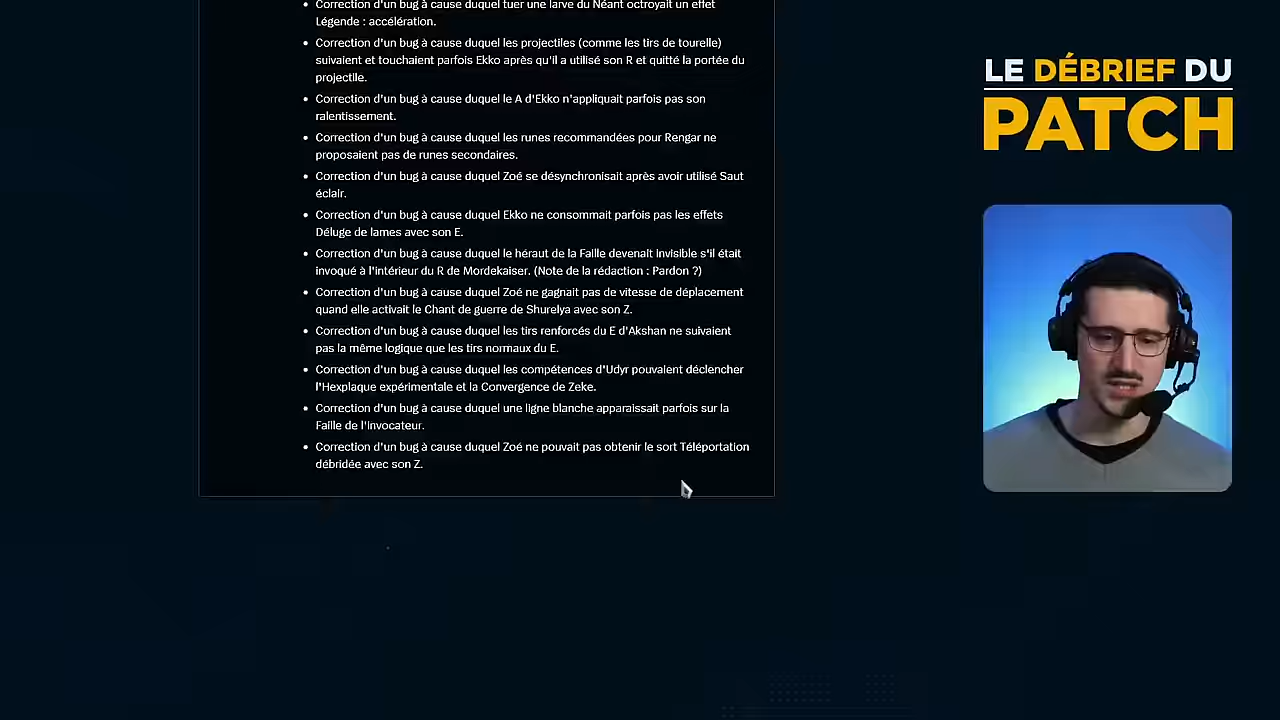 Correction d'un bug à cause duquel tuer une larve du Néant octroyait un effet
Légende : accélération.
Correction d'un bug à cause duquel les projectiles (comme les tirs de tourelle)
suivaient et touchaient parfois Ekko après qu'il a utilisé son R et quitté la portée du
projectile.
Correction d'un bug à cause duquel le A d'Ekko n'appliquait parfois pas son
ralentissement.
Correction d'un bug à cause duquel les runes recommandées pour Rengar ne
proposaient pas de runes secondaires.
Correction d'un bug à cause duquel Zoé se désynchronisait après avoir utilisé Saut
éclair.
Correction d'un bug à cause duquel Ekko ne consommait parfois pas les effets
Déluge de lames avec son E.
Correction d'un bug à cause duquel le héraut de la Faille devenait invisible s'il était
invoqué à l'intérieur du R de Mordekaiser. (Note de la rédaction : Pardon ?)
Correction d'un bug à cause duquel Zoé ne gagnait pas de vitesse de déplacement
quand elle activait le Chant de guerre de Shurelya avec son Z.
Correction d'un bug à cause duquel les tirs renforcés du E d'Akshan ne suivaient
pas la même logique que les tirs normaux du E.
Correction d'un bug à cause duquel les compétences d'Udyr pouvaient déclencher
l'Hexplaque expérimentale et la Convergence de Zeke.
Correction d'un bug à cause duquel une ligne blanche apparaissait parfois sur la
Faille de l'invocateur.
Correction d'un bug à cause duquel Zoé ne pouvait pas obtenir le sort Téléportation
débridée avec son Z.
LE DÉBRIEF DU
PATCH